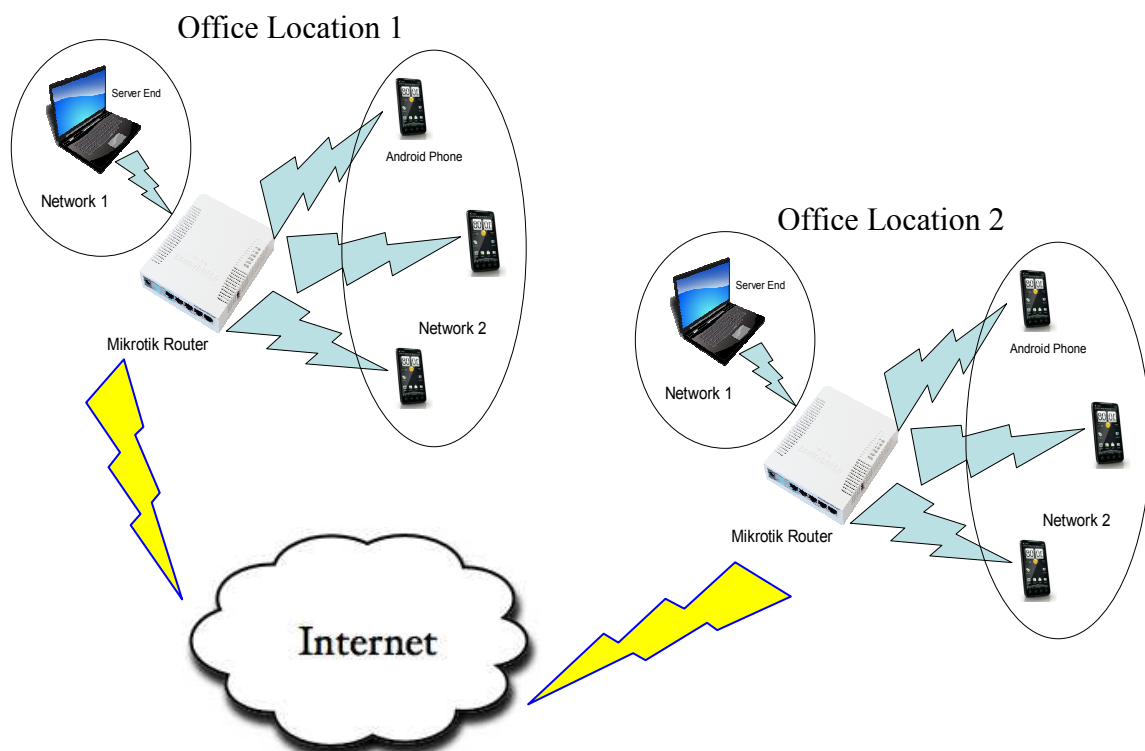 Office Location 1
Server End
Network 1
Android Phone
Network 2
Mikrotik Router
Office Location 2
Server End
Network 1
Android Phone
Network 2
Mikrotik Router
Internet